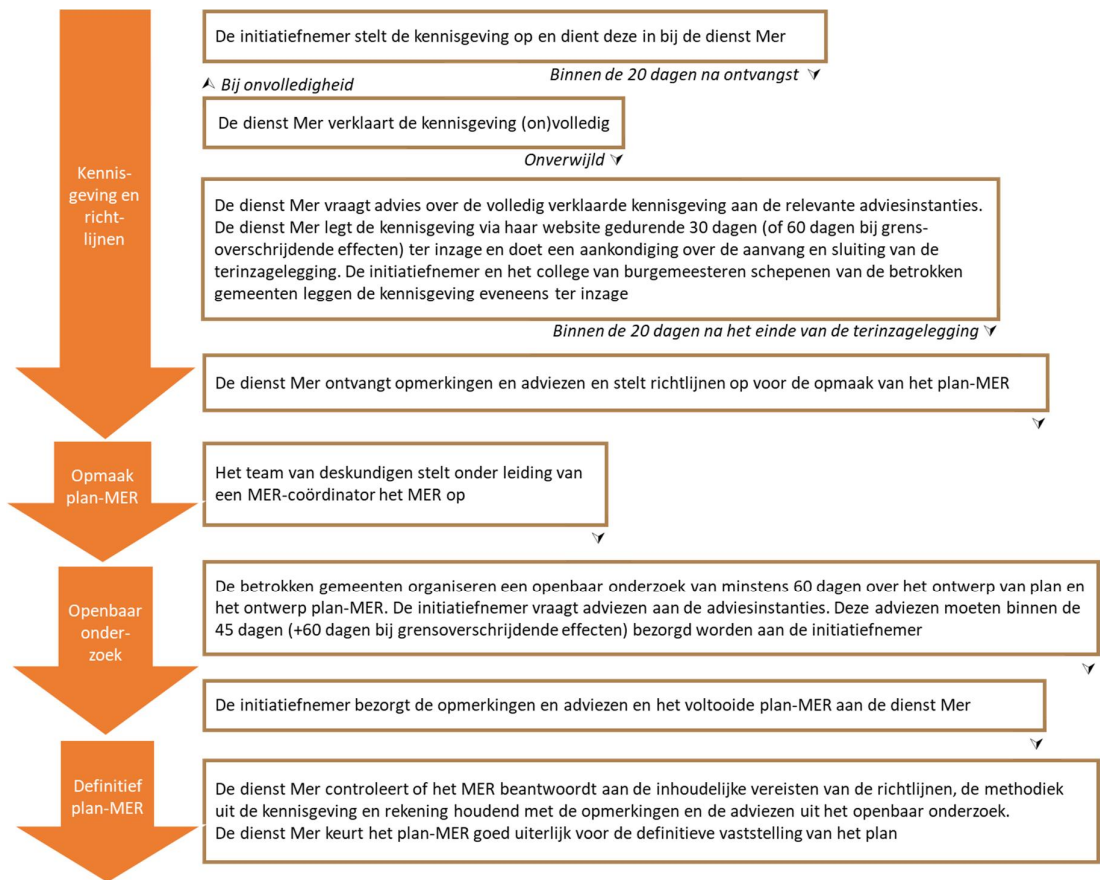 De initiatiefnemer stelt de kennisgeving op en dient deze in bij de dienst Mer
Binnen de 20 dagen na ontvangst
Bij onvolledigheid
De dienst Mer verklaart de kennisgeving (on)volledig
Onverwijld
Kennis-
geving en
richt-
lijnen
De dienst Mer vraagt advies over de volledig verklaarde kennisgeving aan de relevante adviesinstanties.
De dienst Mer legt de kennisgeving via haar website gedurende 30 dagen (of 60 dagen bij grens-
overschrijdende effecten) ter inzage en doet een aankondiging over de aanvang en sluiting van de
terinzagelegging. De initiatiefnemer en het college van burgemeesteren schepenen van de betrokken
gemeenten leggen de kennisgeving eveneens ter inzage
Binnen de 20 dagen na het einde van de terinzagelegging
De dienst Mer ontvangt opmerkingen en adviezen en stelt richtlijnen op voor de opmaak van het plan-MER
Opmaak
plan-MER
Het team van deskundigen stelt onder leiding van
een MER-coördinator het MER op
Openbaar
onder-
zoek
De betrokken gemeenten organiseren een openbaar onderzoek van minstens 60 dagen over het ontwerp van plan en
het ontwerp plan-MER. De initiatiefnemer vraagt adviezen aan de adviesinstanties. Deze adviezen moeten binnen de
45 dagen (+60 dagen bij grensoverschrijdende effecten) bezorgd worden aan de initiatiefnemer
De initiatiefnemer bezorgt de opmerkingen en adviezen en het voltooide plan-MER aan de dienst Mer
Definitief
plan-MER
De dienst Mer controleert of het MER beantwoordt aan de inhoudelijke vereisten van de richtlijnen, de methodiek
uit de kennisgeving en rekening houdend met de opmerkingen en de adviezen uit het openbaar onderzoek.
De dienst Mer keurt het plan-MER goed uiterlijk voor de definitieve vaststelling van het plan